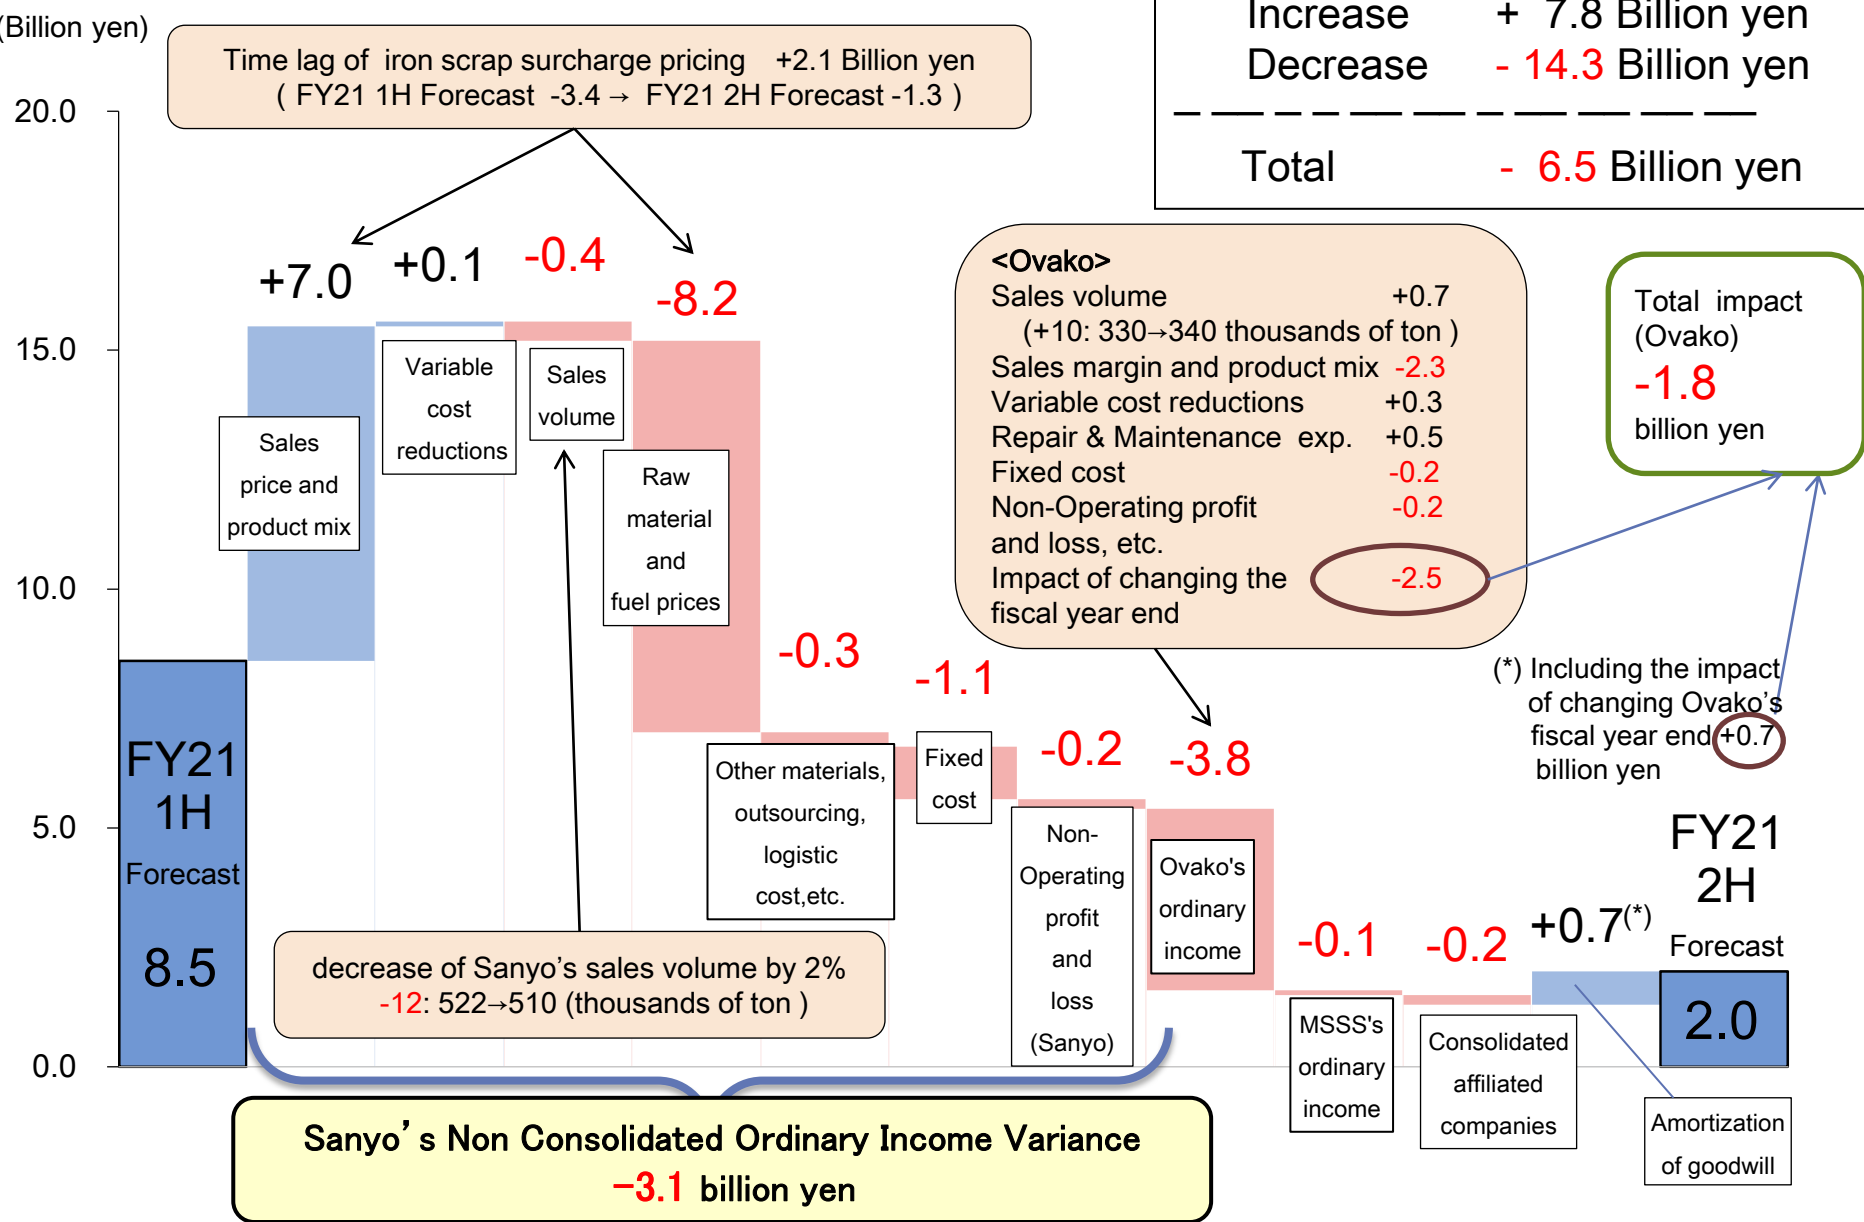 (Billion yen)
Increase + 7.8 Billion yen
Decrease - 14.3 Billion yen
Total - 6.5 Billion yen
Time lag of iron scrap surcharge pricing +2.1 Billion yen
( FY21 1H Forecast -3.4 → FY21 2H Forecast -1.3 )
20.0
15.0
10.0
5.0
0.0
+7.0
+0.1
-0.4
-8.2
-0.3
-1.1
-0.2
-3.8
-0.1
-0.2
+0.7(*)
FY21
1H
Forecast
8.5
Sales
price and
product mix
Variable
cost
reductions
Sales
volume
Raw
material
and
fuel prices
Other materials,
outsourcing,
logistic
cost,etc.
Fixed
cost
Non-
Operating
profit
and
loss
(Sanyo)
Ovako's
ordinary
income
MSSS's
ordinary
income
Consolidated
affiliated
companies
Amortization
of goodwill
FY21
2H
Forecast
2.0
<Ovako>
Sales volume +0.7
(+10: 330→340 thousands of ton )
Sales margin and product mix -2.3
Variable cost reductions +0.3
Repair & Maintenance exp. +0.5
Fixed cost -0.2
Non-Operating profit -0.2
and loss, etc.
Impact of changing the -2.5
fiscal year end
Total impact
(Ovako)
-1.8
billion yen
(*) Including the impact
of changing Ovako's
fiscal year end +0.7
billion yen
decrease of Sanyo's sales volume by 2%
-12: 522→510 (thousands of ton )
Sanyo's Non Consolidated Ordinary Income Variance
-3.1 billion yen